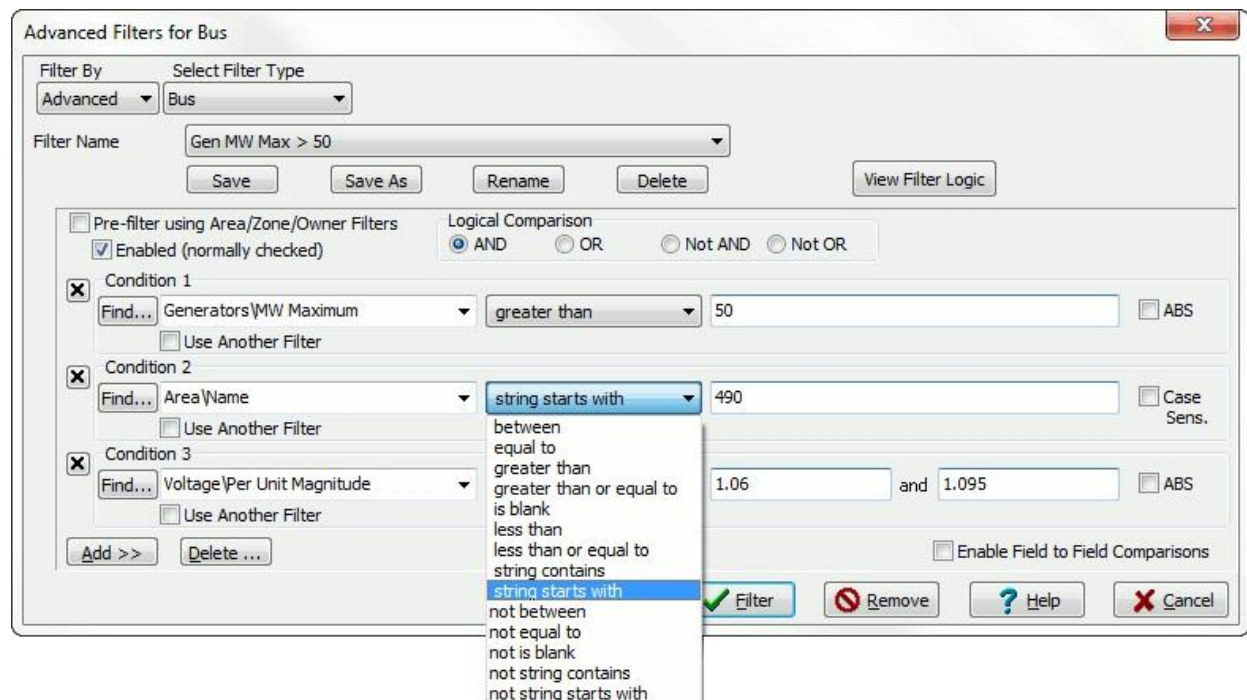 Advanced Filters for Bus
Filter By Select Filter Type
Advanced Bus
Filter Name Gen MW Max > 50
Save Save As Rename Delete View Filter Logic
Pre-filter using Area/Zone/Owner Filters Logical Comparison
Enabled (normally checked) AND OR Not AND Not OR
Condition 1
Find... Generators\MW Maximum greater than 50 ABS
Use Another Filter
Condition 2
Find... Area\Name string starts with 490 Case Sens.
Use Another Filter
between
equal to
greater than
greater than or equal to
is blank
less than
less than or equal to
string contains
string starts with
not between
not equal to
not is blank
not string contains
not string starts with
Condition 3
Find... Voltage\Per Unit Magnitude 1.06 and 1.095 ABS
Use Another Filter
Add >> Delete ... Enable Field to Field Comparisons
Filter Remove Help Cancel